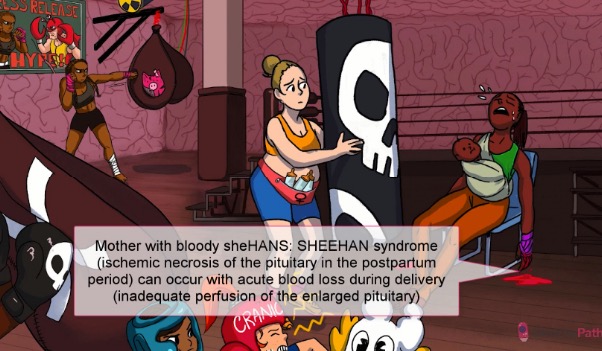 ESS RELEASE
HYPE!
Mother with bloody sheHANS: SHEEHAN syndrome
(ischemic necrosis of the pituitary in the postpartum
period) can occur with acute blood loss during delivery
(inadequate perfusion of the enlarged pituitary)
CRANIO
Path